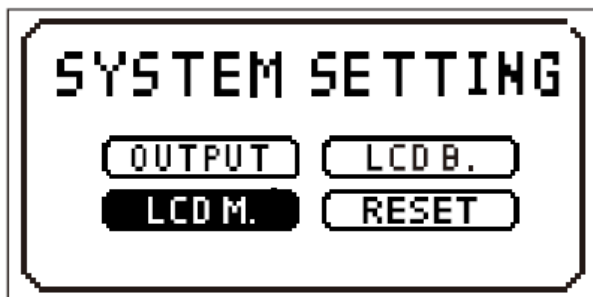 SYSTEM SETTING
OUTPUT LCD B.
LCD M. RESET